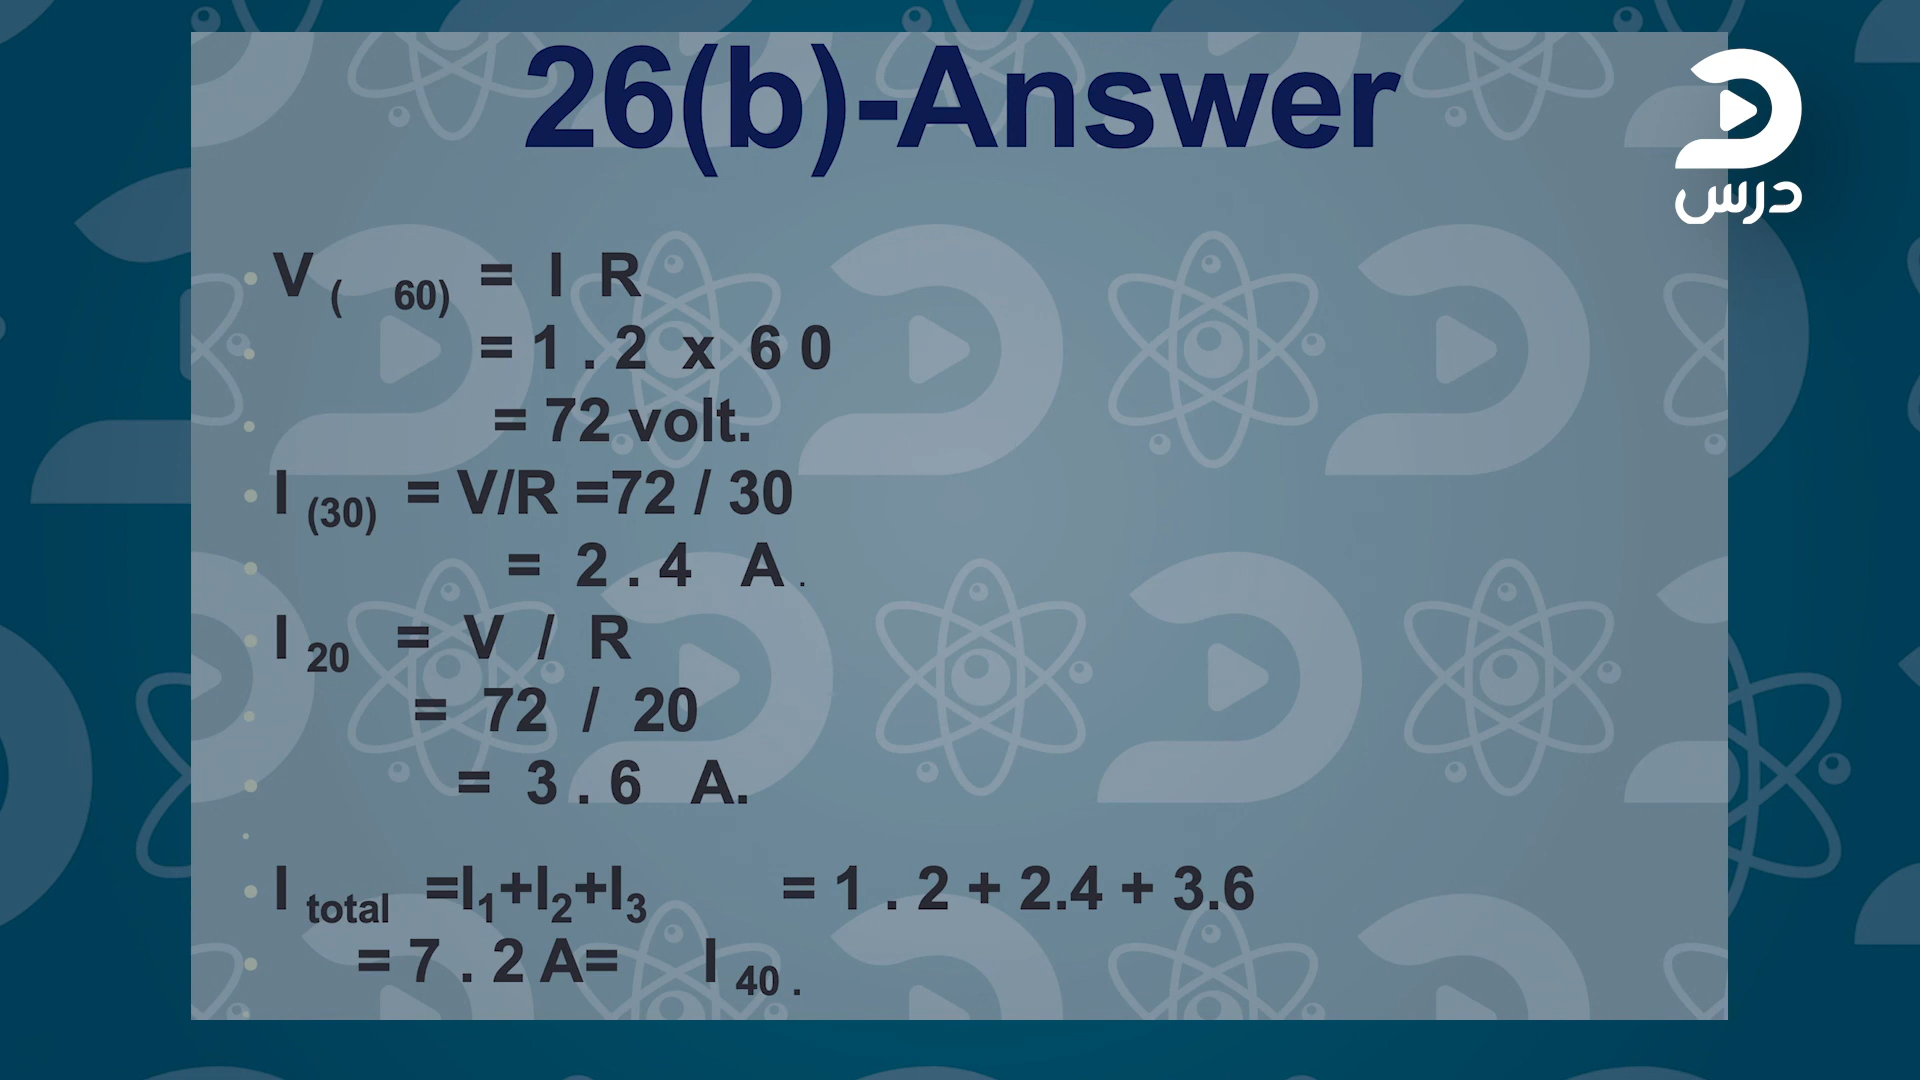 26(b)-Answer
درس
V ( 60) = I R
= 1 . 2 x 6 0
= 72 volt.
I (30) = V/R =72 / 30
= 2 . 4 A .
I 20 = V / R
= 72 / 20
= 3 . 6 A.
I total =I1+I2+I3 = 1 . 2 + 2.4 + 3.6
= 7 . 2 A= I 40 .